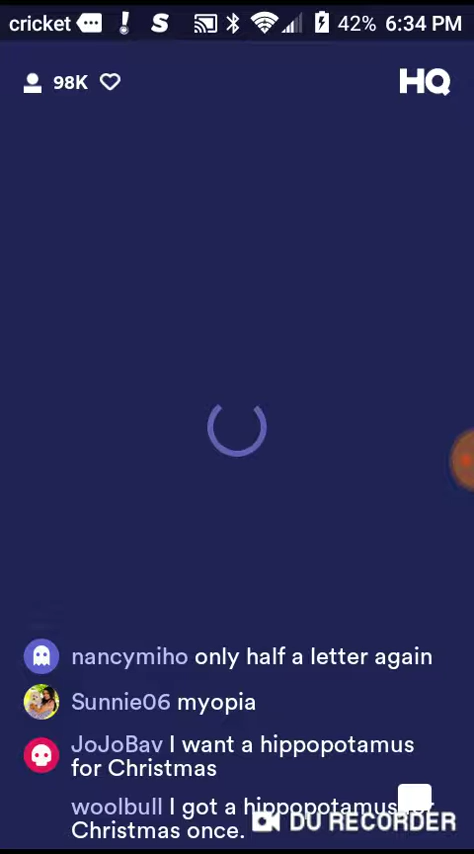 cricket 42% 6:34 PM
98K HQ
nancymiho only half a letter again
Sunnie06 myopia
JoJoBav I want a hippopotamus
for Christmas
woolbull I got a hippopotamus for
Christmas once.
DU RECORDER